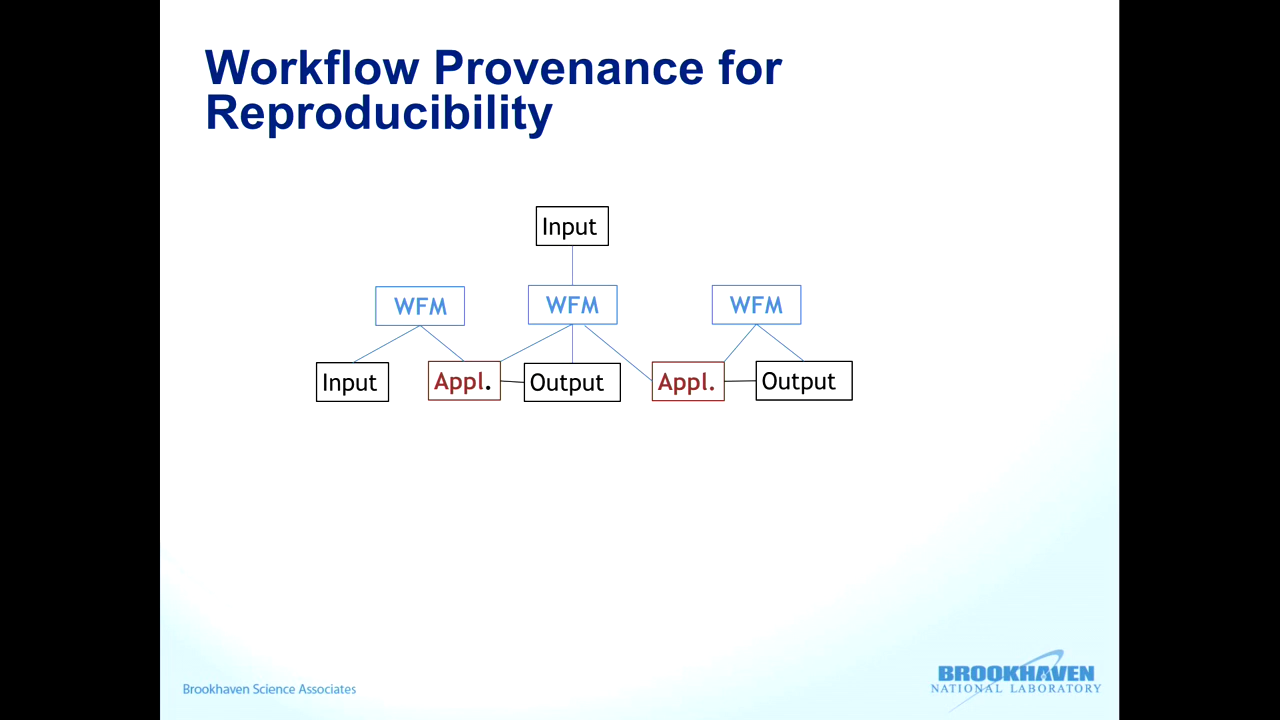 Workflow Provenance for
Reproducibility
Input
WFM
WFM
WFM
Input
Appl.
Output
Appl.
Output
Brookhaven Science Associates
BROOKHAVEN
NATIONAL LABORATORY